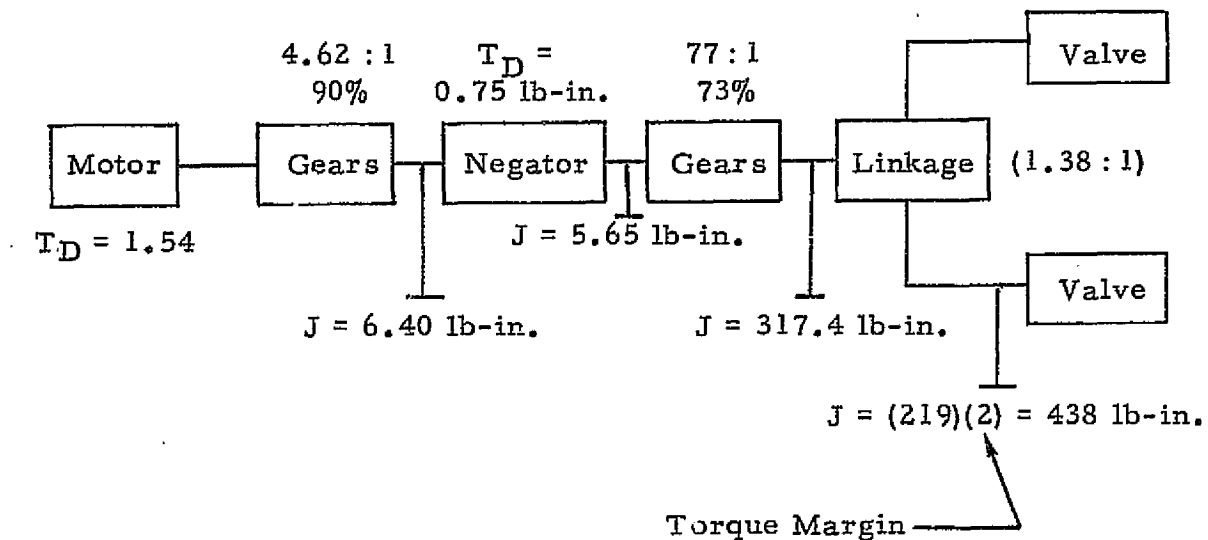 4.62 : 1
90%
T_D =
0.75 lb-in.
77 : 1
73%
Valve
Motor
Gears
Negator
Gears
Linkage
(1.38 : 1)
T_D = 1.54
J = 5.65 lb-in.
Valve
J = 6.40 lb-in.
J = 317.4 lb-in.
J = (219)(2) = 438 lb-in.
Torque Margin